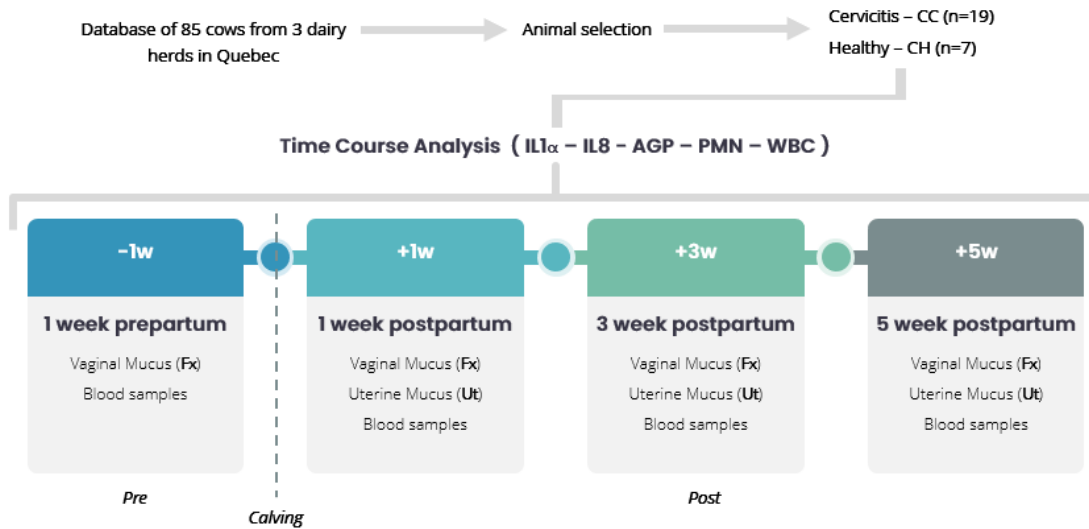 Database of 85 cows from 3 dairy
herds in Quebec
Animal selection
Cervicitis – CC (n=19)
Healthy – CH (n=7)
Time Course Analysis ( IL1α – IL8 - AGP – PMN – WBC )
-1w
1 week prepartum
Vaginal Mucus (Fx)
Blood samples
+1w
1 week postpartum
Vaginal Mucus (Fx)
Uterine Mucus (Ut)
Blood samples
+3w
3 week postpartum
Vaginal Mucus (Fx)
Uterine Mucus (Ut)
Blood samples
+5w
5 week postpartum
Vaginal Mucus (Fx)
Uterine Mucus (Ut)
Blood samples
Pre
Calving
Post